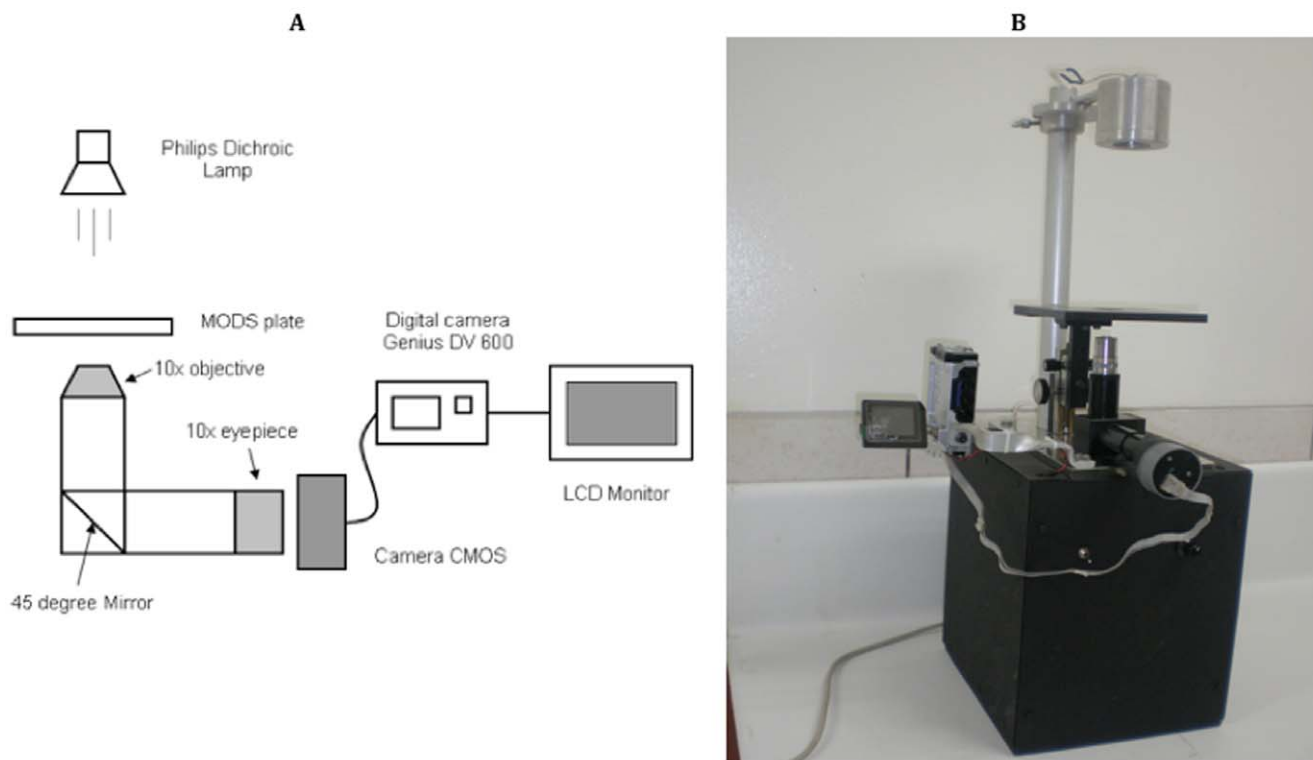 A
B
Philips Dichroic
Lamp
MODS plate
10x objective
10x eyepiece
Digital camera
Genius DV 600
LCD Monitor
Camera CMOS
45 degree Mirror